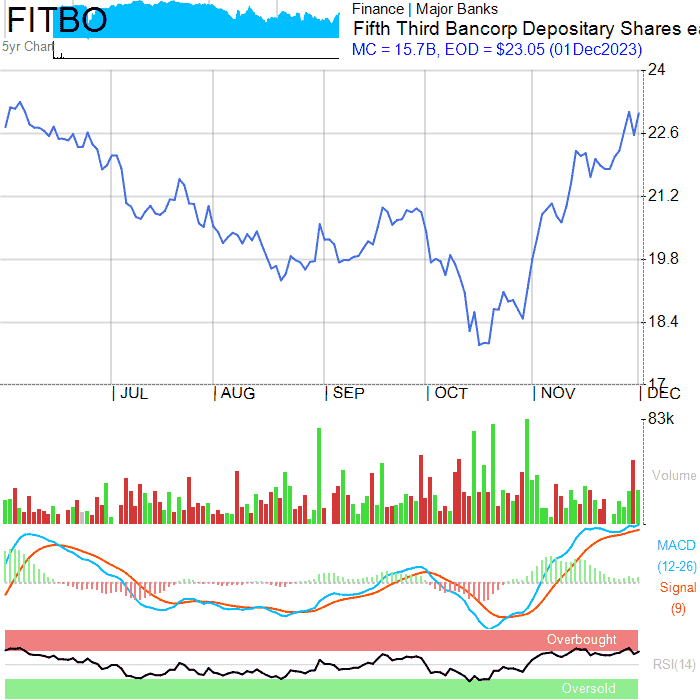 FITBO
5yr Chart
Finance | Major Banks
Fifth Third Bancorp Depositary Shares ea
MC = 15.7B, EOD = $23.05 (01Dec2023)
24
22.6
21.2
19.8
18.4
17
JUL AUG SEP OCT NOV DEC
83k
Volume
MACD
(12-26)
Signal
(9)
Overbought
RSI(14)
Oversold